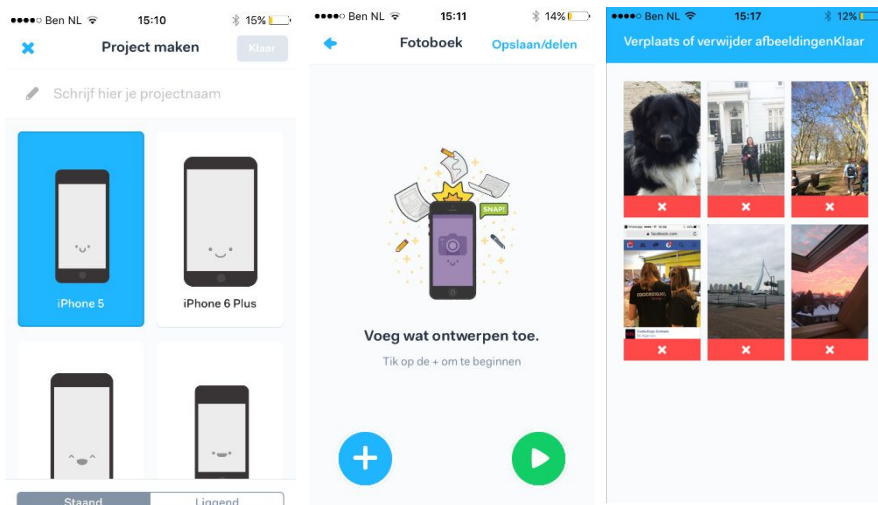 Ben NL 15:10 15%
Project maken Klaar
Schrijf hier je projectnaam
iPhone 5
iPhone 6 Plus
Staand Liggend
Ben NL 15:11 14%
Fotoboek Opslaan/delen
SNAP!
Voeg wat ontwerpen toe.
Tik op de + om te beginnen
Ben NL 15:17 12%
Verplaats of verwijder afbeeldingenKlaar
facebook.com